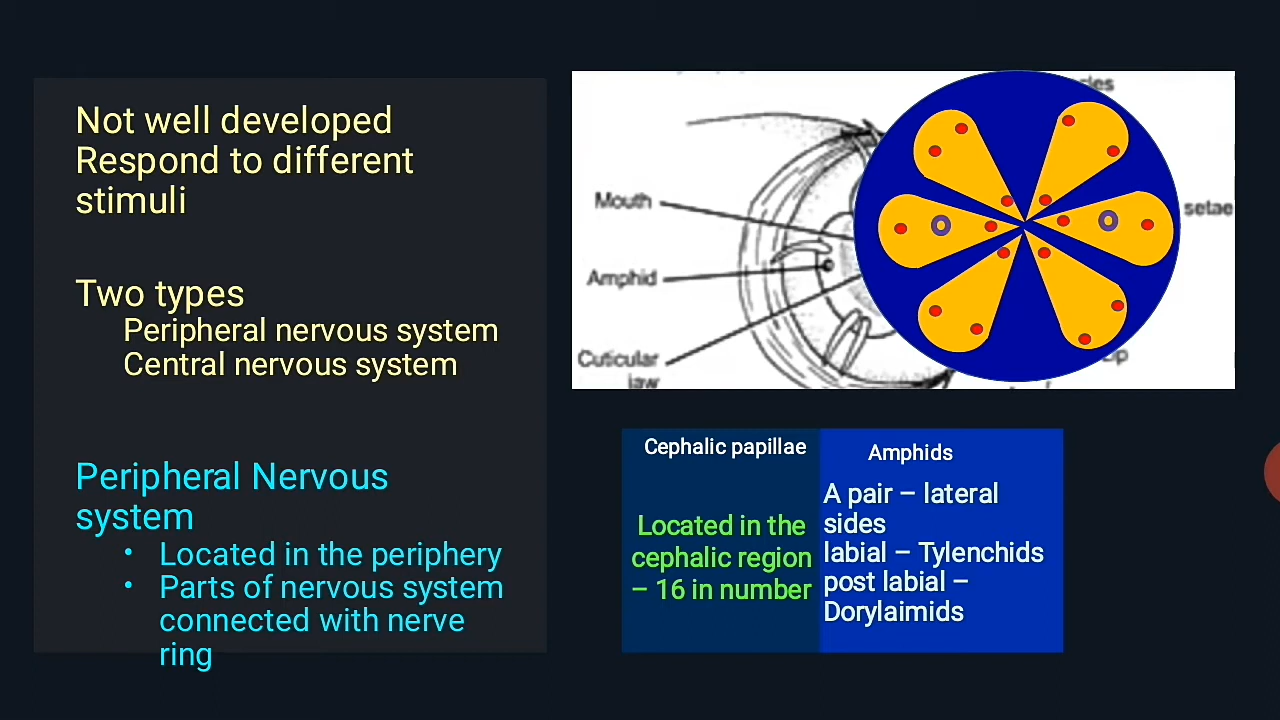 Not well developed
Respond to different
stimuli
Two types
Peripheral nervous system
Central nervous system
Peripheral Nervous
system
• Located in the periphery
• Parts of nervous system
connected with nerve
ring
Mouth
Amphid
Cuticular
jaw
setae
Cephalic papillae
Located in the
cephalic region
– 16 in number
Amphids
A pair – lateral
sides
labial – Tylenchids
post labial –
Dorylaimids